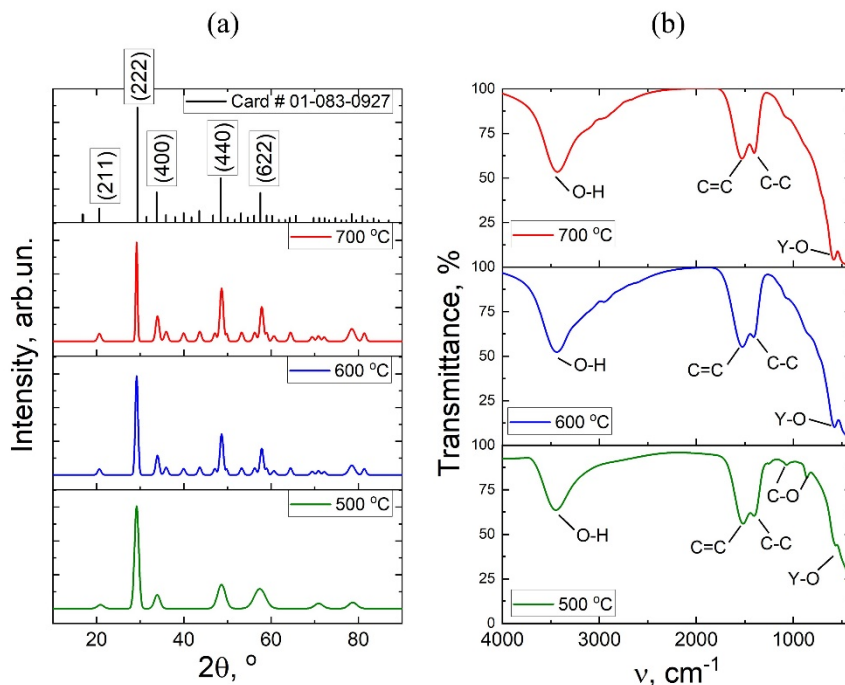 (a)
Intensity, arb.un.
Card # 01-083-0927
(211)
(222)
(400)
(440)
(622)
700 °C
600 °C
500 °C
20 40 60 80
2θ, °
(b)
Transmittance, %
100
75
50
25
O-H
C=C
C-C
Y-O
700 °C
100
75
50
25
O-H
C=C
C-C
Y-O
600 °C
100
75
50
25
0
O-H
C=C
C-C
C-O
Y-O
500 °C
4000 3000 2000 1000
ν, cm⁻¹